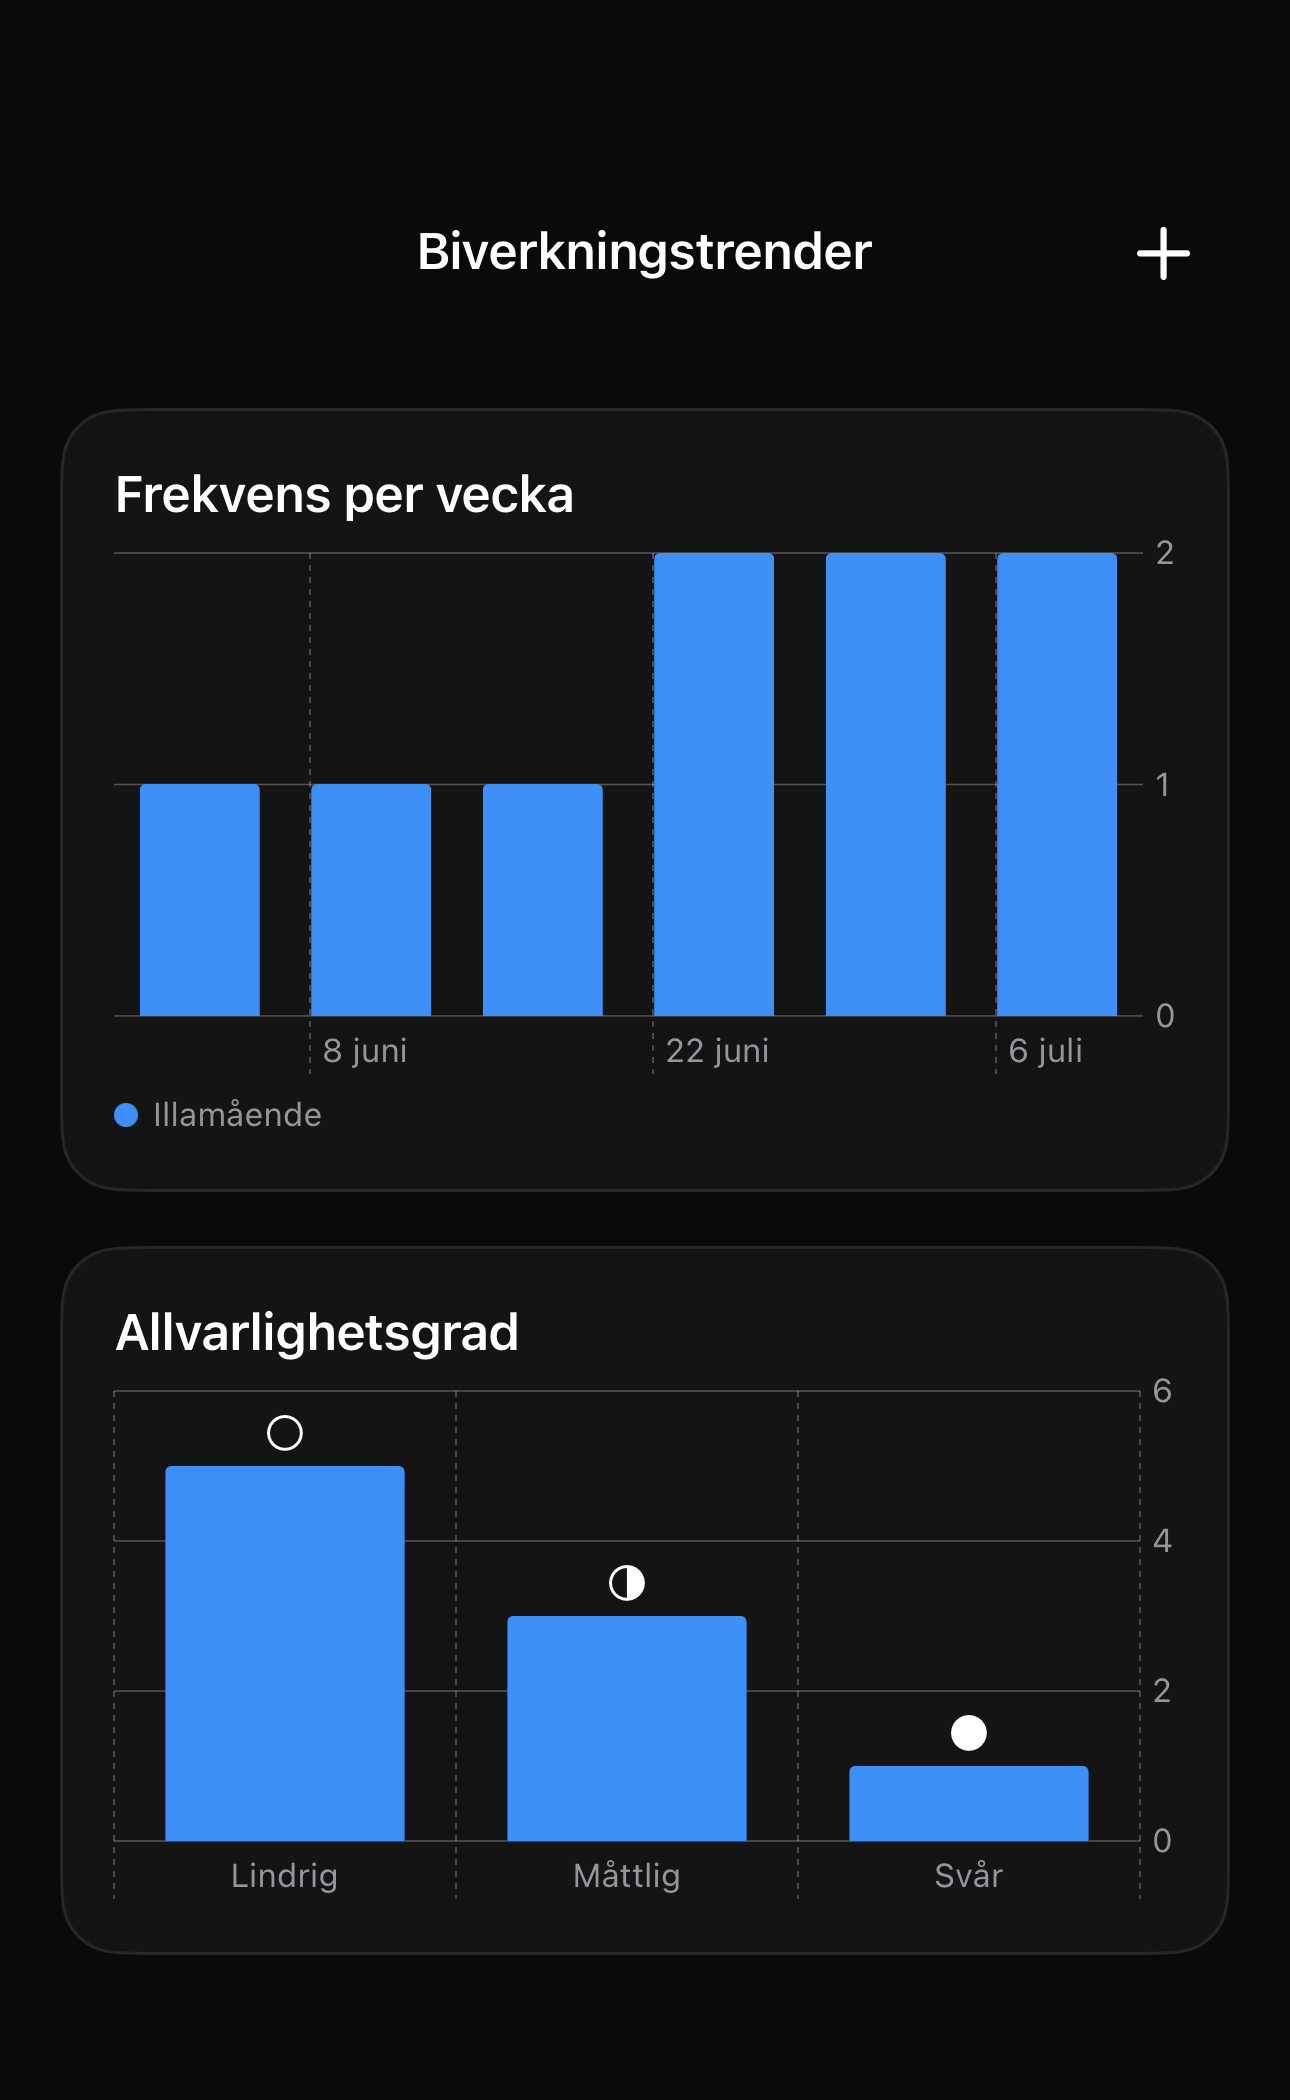 Biverkningstrender
Frekvens per vecka
2
1
0
8 juni 22 juni 6 juli
Illamående
Allvarlighetsgrad
6
4
2
0
Lindrig Måttlig Svår